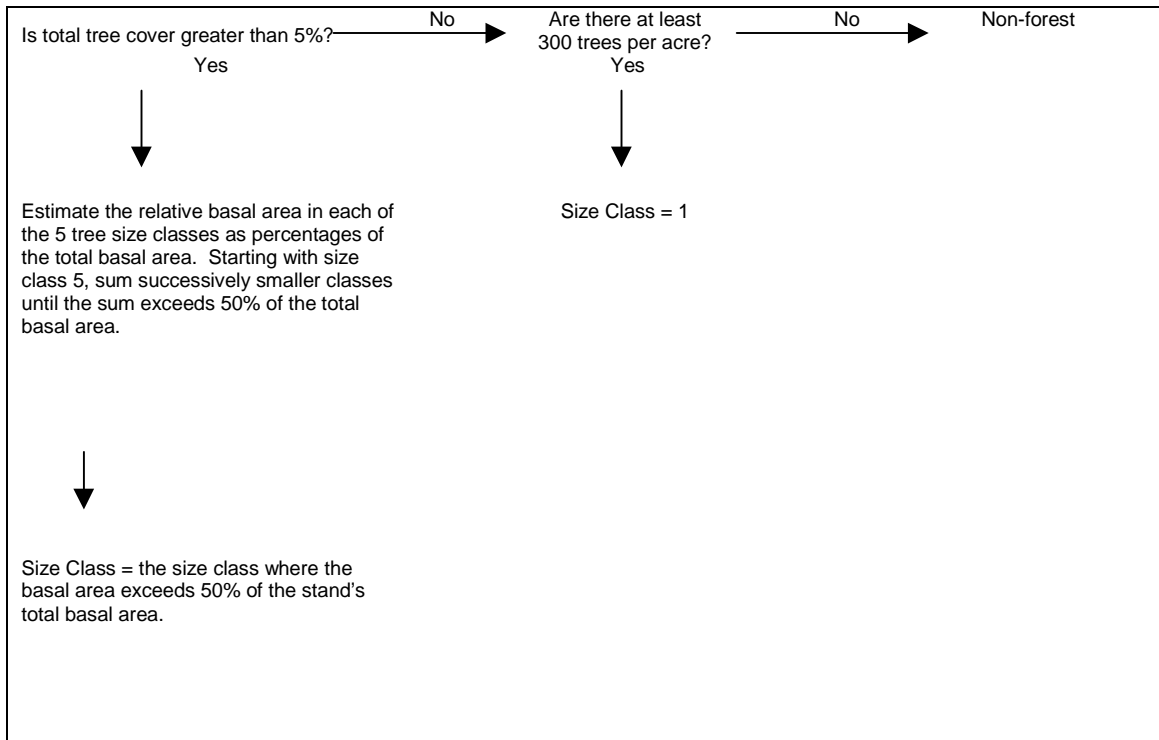 Is total tree cover greater than 5%?
Yes
No
Are there at least
300 trees per acre?
Yes
No
Non-forest
Estimate the relative basal area in each of
the 5 tree size classes as percentages of
the total basal area.  Starting with size
class 5, sum successively smaller classes
until the sum exceeds 50% of the total
basal area.
Size Class = 1
Size Class = the size class where the
basal area exceeds 50% of the stand's
total basal area.